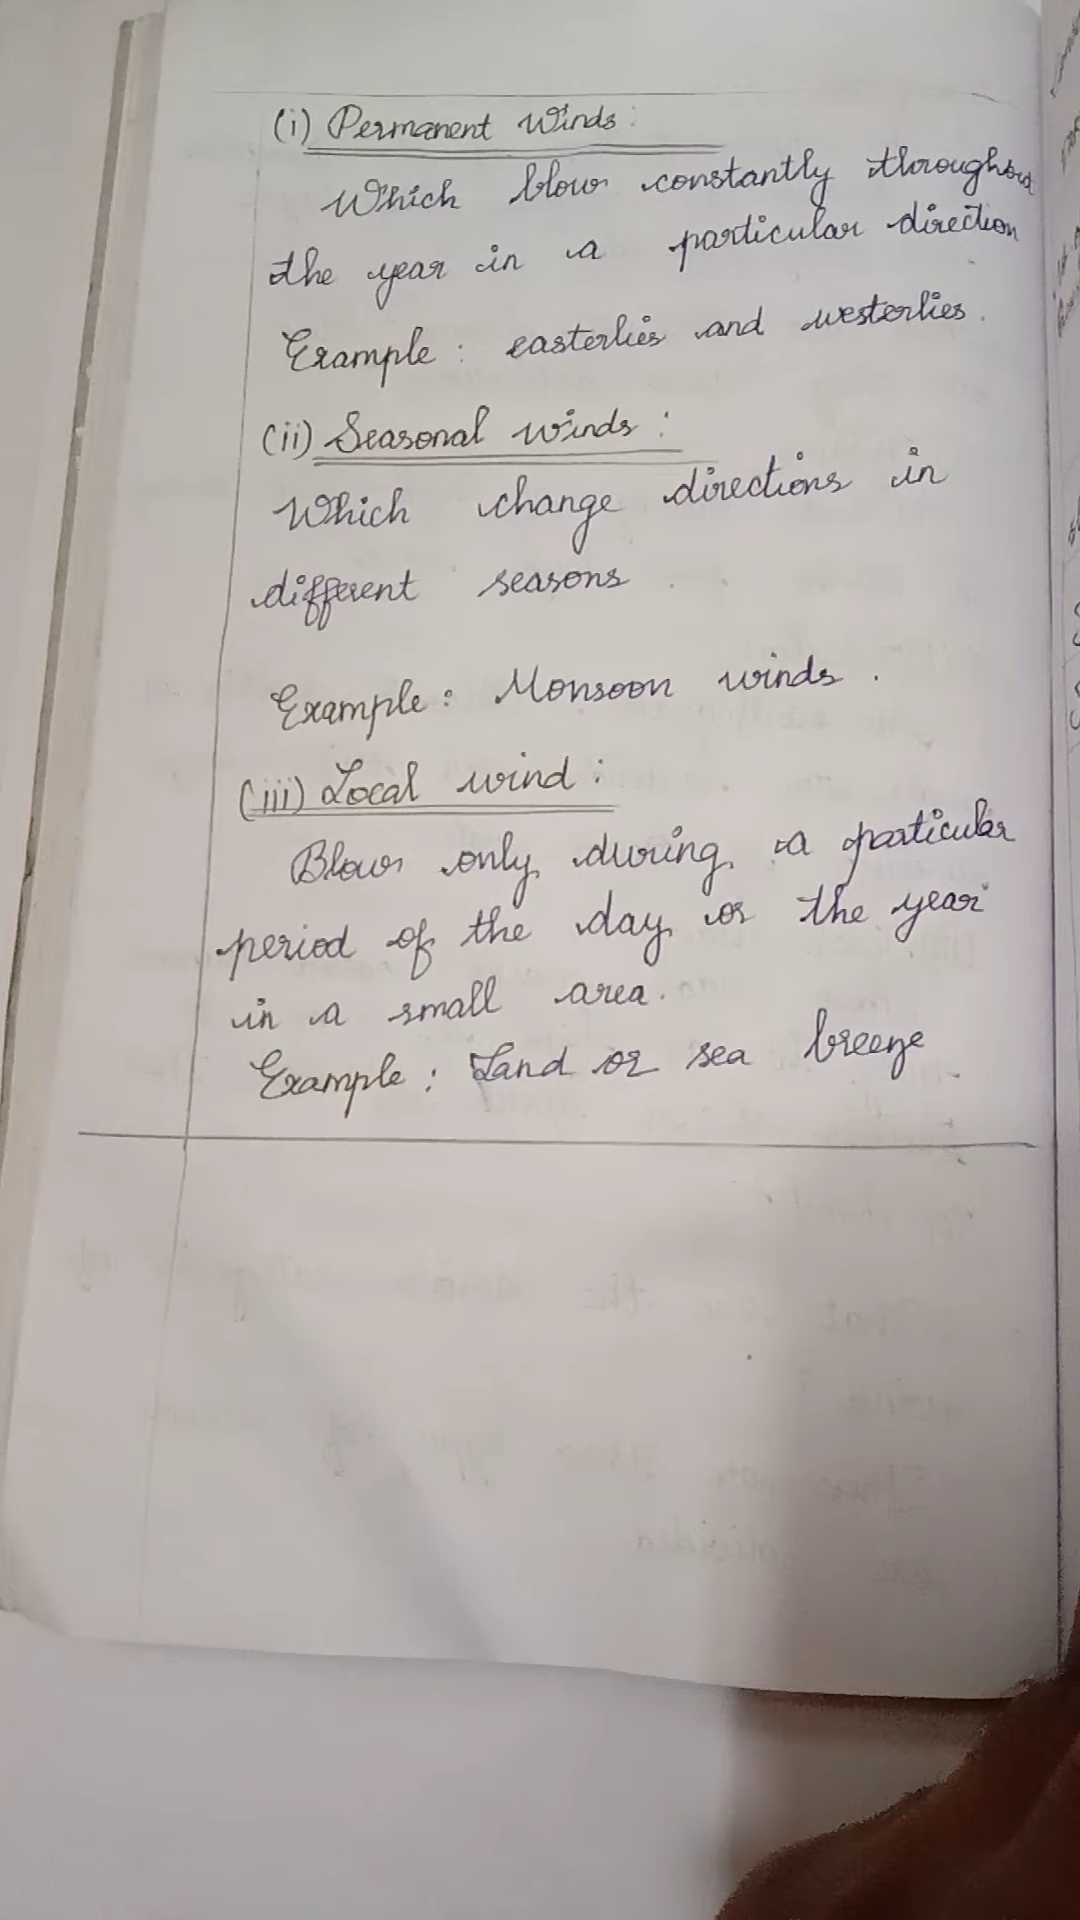 (i) Permanent Winds:
Which blow constantly throughout
the year in a particular direction
Example : easterlies and westerlies.
(ii) Seasonal winds :
Which change directions in
different seasons
Example : Monsoon winds .
(iii) Local wind :
Blows only during a particular
period of the day or the year
in a small area.
Example : Land or sea breeze